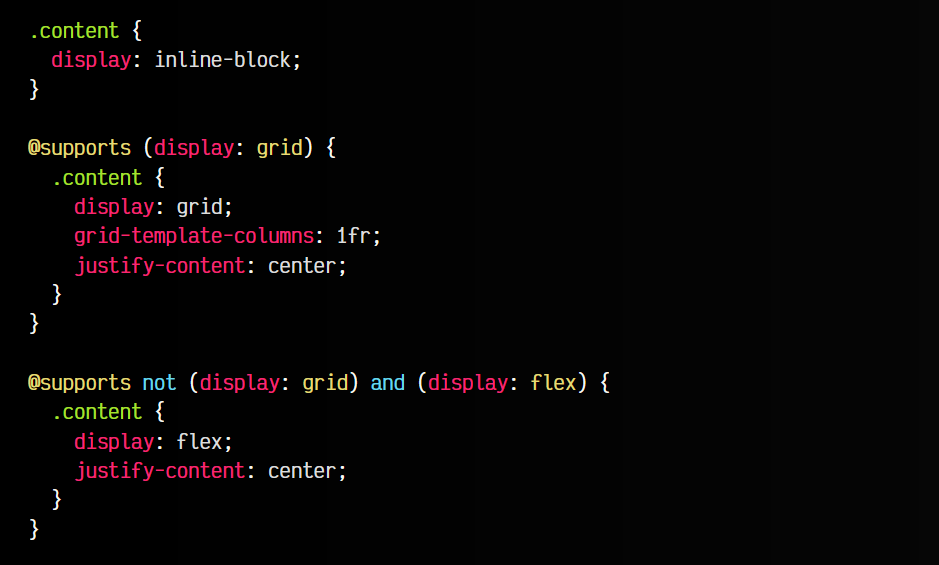 .content {
  display: inline-block;
}

@supports (display: grid) {
  .content {
    display: grid;
    grid-template-columns: 1fr;
    justify-content: center;
  }
}

@supports not (display: grid) and (display: flex) {
  .content {
    display: flex;
    justify-content: center;
  }
}